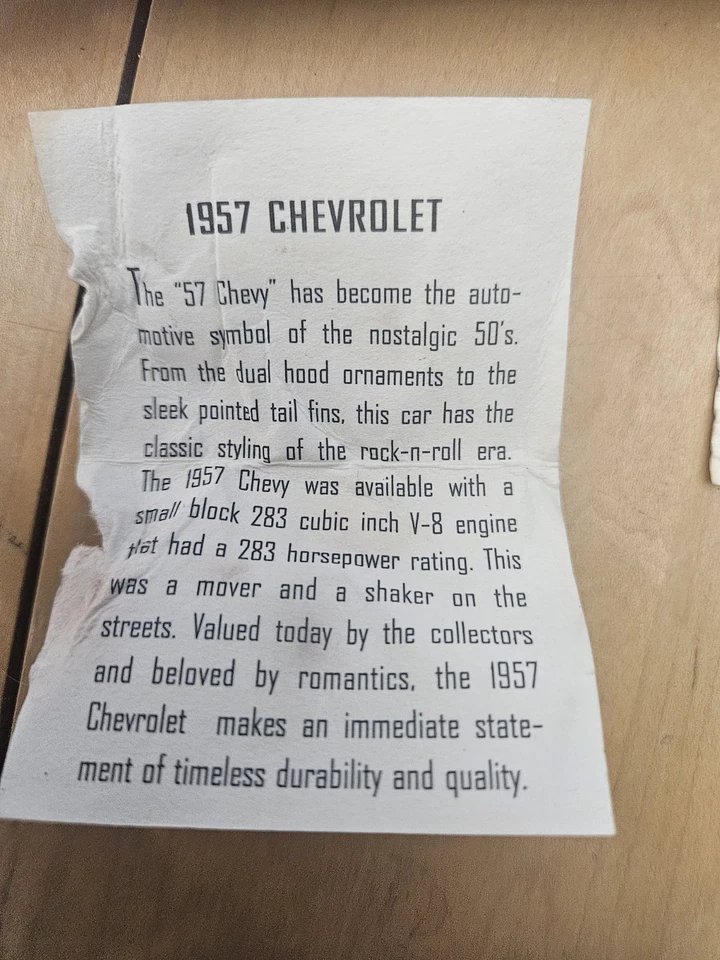 1957 CHEVROLET
The "57 Chevy" has become the auto-
motive symbol of the nostalgic 50's.
From the dual hood ornaments to the
sleek pointed tail fins, this car has the
classic styling of the rock-n-roll era.
The 1957 Chevy was available with a
small block 283 cubic inch V-8 engine
that had a 283 horsepower rating. This
was a mover and a shaker on the
streets. Valued today by the collectors
and beloved by romantics, the 1957
Chevrolet makes an immediate state-
ment of timeless durability and quality.